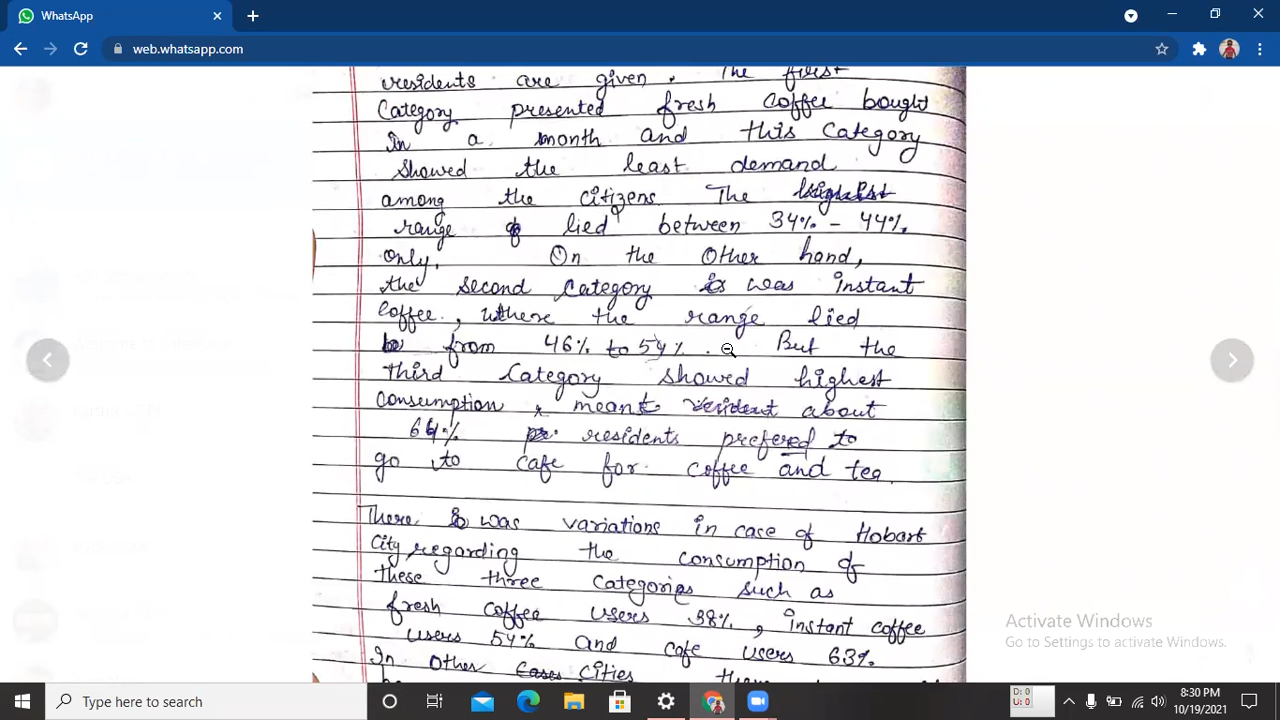 WhatsApp
web.whatsapp.com
residents are given. The first
Category presented fresh coffee bought
in a month and this category
showed the least demand
among the citizens. The highest
range lied between 34% - 44%
only. On the other hand,
the second category was instant
coffee, where the range lied
from 46% to 54%. But the
third category showed highest
consumption, meant about
64% residents prefered to
go to cafe for coffee and tea.
There was variations in case of Hobart
City regarding the consumption of
these three categories such as
fresh coffee users 38%, instant coffee
users 54% and cafe users 63%.
In other cities
Activate Windows
Go to Settings to activate Windows.
Type here to search
D: 0
U: 0
8:30 PM
10/19/2021